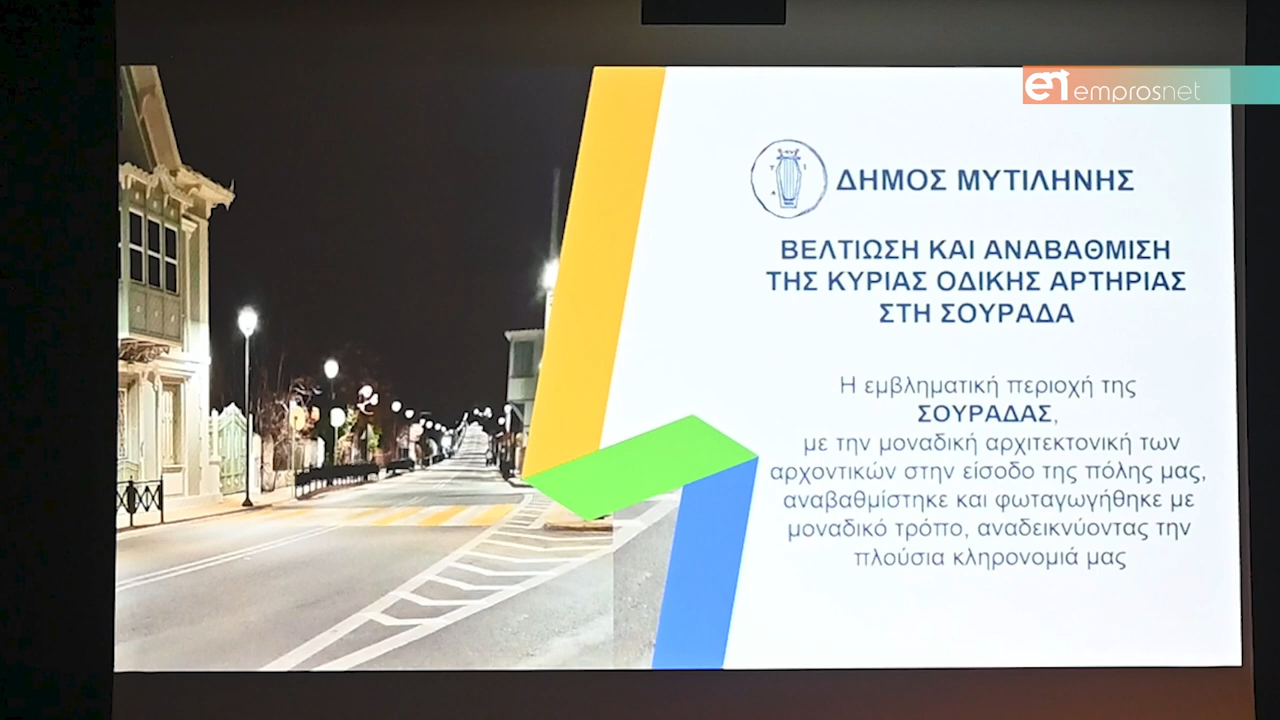 en emprosnet
ΔΗΜΟΣ ΜΥΤΙΛΗΝΗΣ
ΒΕΛΤΙΩΣΗ ΚΑΙ ΑΝΑΒΑΘΜΙΣΗ
ΤΗΣ ΚΥΡΙΑΣ ΟΔΙΚΗΣ ΑΡΤΗΡΙΑΣ
ΣΤΗ ΣΟΥΡΑΔΑ
Η εμβληματική περιοχή της
ΣΟΥΡΑΔΑΣ,
με την μοναδική αρχιτεκτονική των
αρχοντικών στην είσοδο της πόλης μας,
αναβαθμίστηκε και φωταγωγήθηκε με
μοναδικό τρόπο, αναδεικνύοντας την
πλούσια κληρονομιά μας